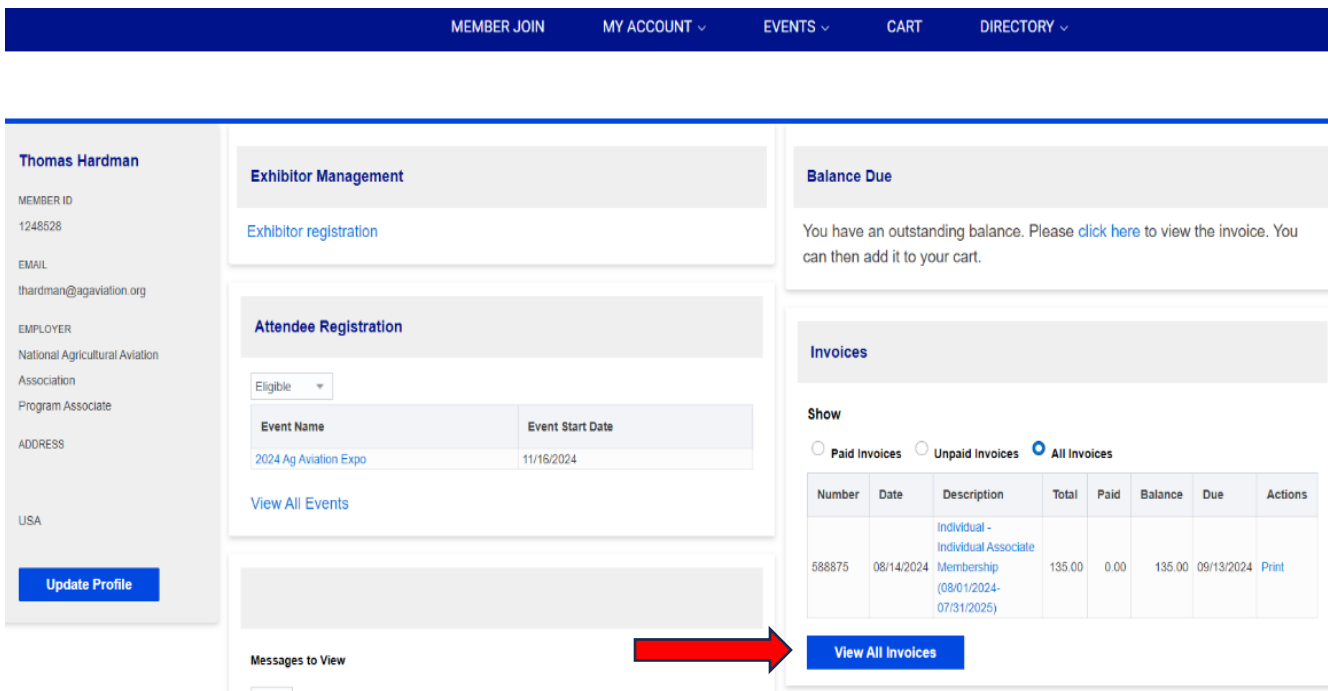 MEMBER JOIN MY ACCOUNT EVENTS CART DIRECTORY
Thomas Hardman
MEMBER ID
1248528
EMAIL
thardman@agaviation.org
EMPLOYER
National Agricultural Aviation
Association
Program Associate
ADDRESS
USA
Update Profile
Exhibitor Management
Exhibitor registration
Attendee Registration
Eligible
Event Name Event Start Date
2024 Ag Aviation Expo 11/16/2024
View All Events
Messages to View
Balance Due
You have an outstanding balance. Please click here to view the invoice. You
can then add it to your cart.
Invoices
Show
Paid Invoices Unpaid Invoices All Invoices
Number Date Description Total Paid Balance Due Actions
Individual -
Individual Associate
588875 08/14/2024 Membership 135.00 0.00 135.00 09/13/2024 Print
(08/01/2024-
07/31/2025)
View All Invoices